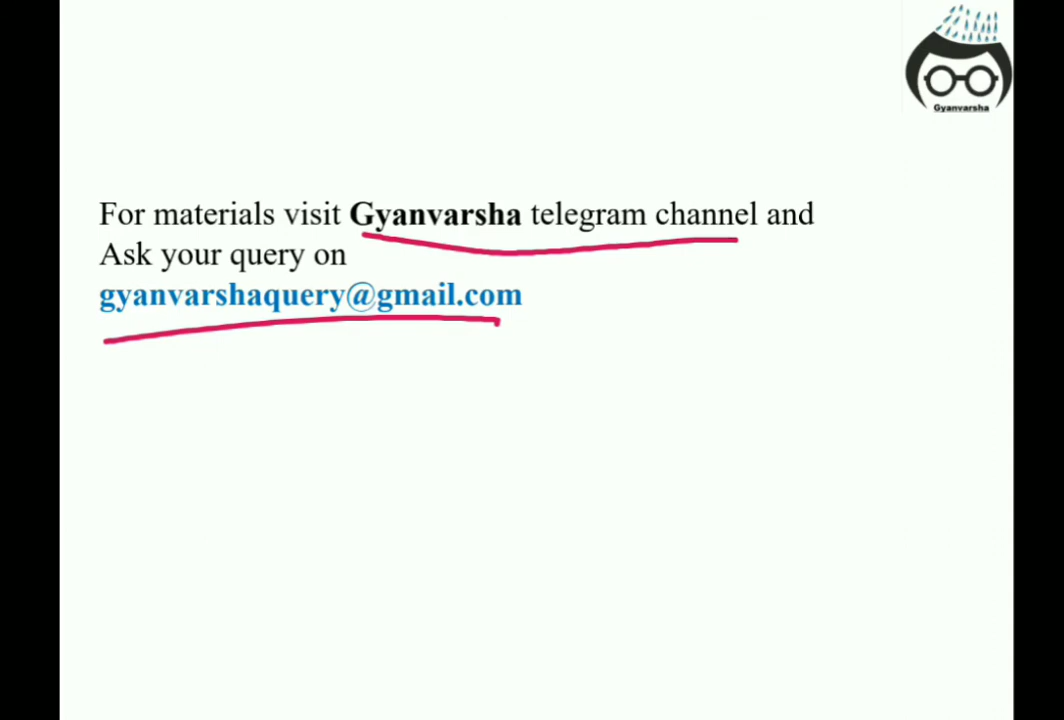 Gyanvarsha
For materials visit Gyanvarsha telegram channel and
Ask your query on
gyanvarshaquery@gmail.com